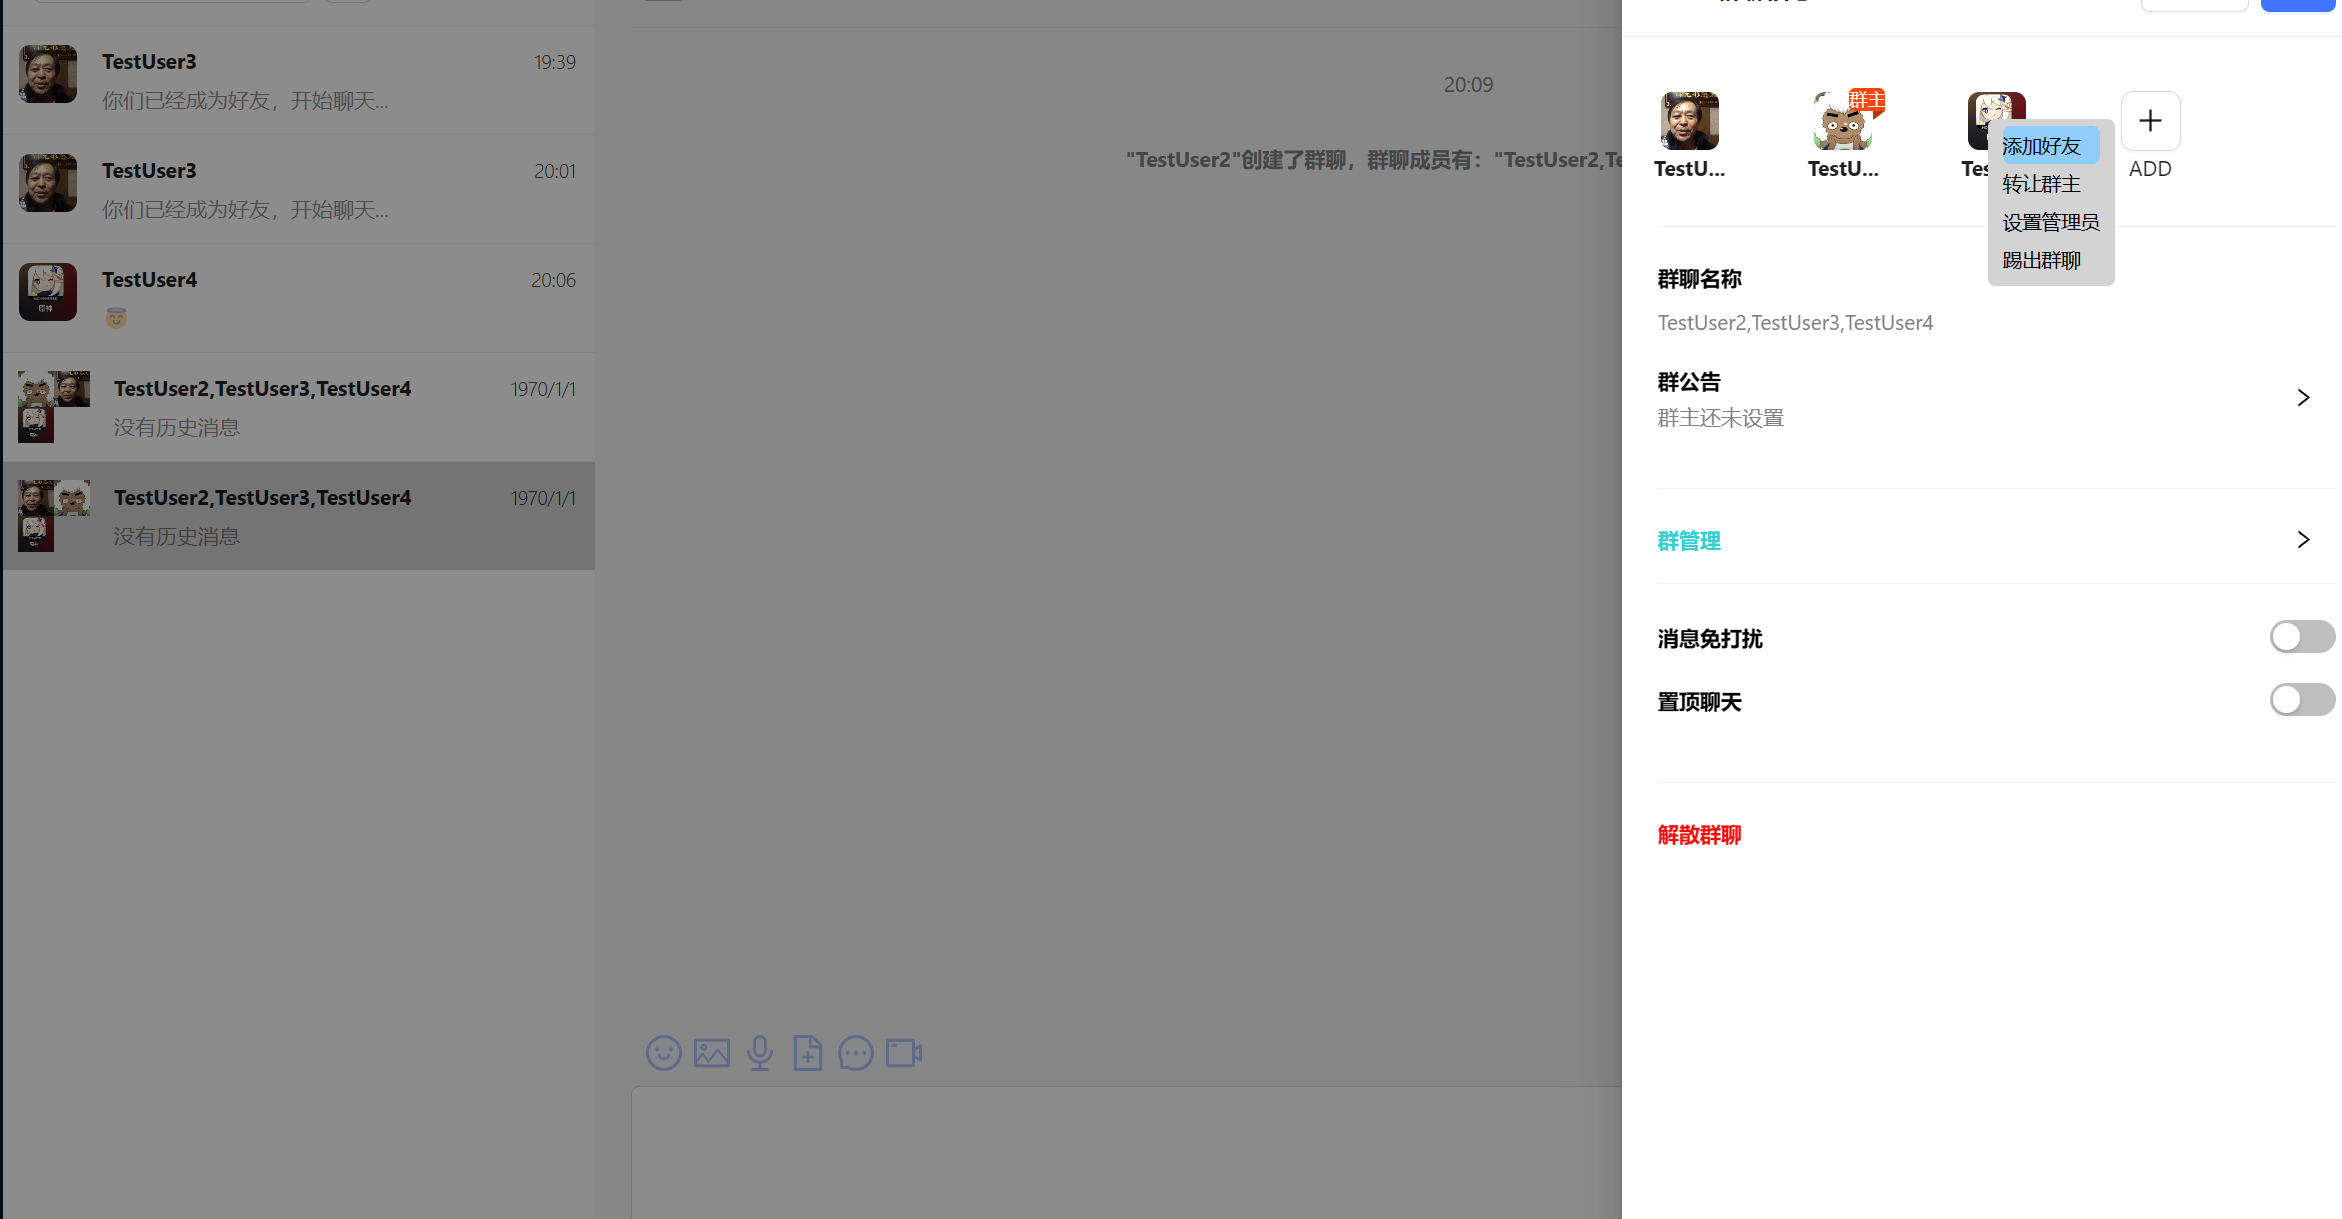 TestUser3
19:39
你们已经成为好友，开始聊天...
TestUser3
20:01
你们已经成为好友，开始聊天...
TestUser4
20:06
TestUser2,TestUser3,TestUser4
1970/1/1
没有历史消息
TestUser2,TestUser3,TestUser4
1970/1/1
没有历史消息
20:09
"TestUser2"创建了群聊，群聊成员有："TestUser2,Te
群主
TestU...
TestU...
Tes
ADD
添加好友
转让群主
设置管理员
踢出群聊
群聊名称
TestUser2,TestUser3,TestUser4
群公告
群主还未设置
群管理
消息免打扰
置顶聊天
解散群聊